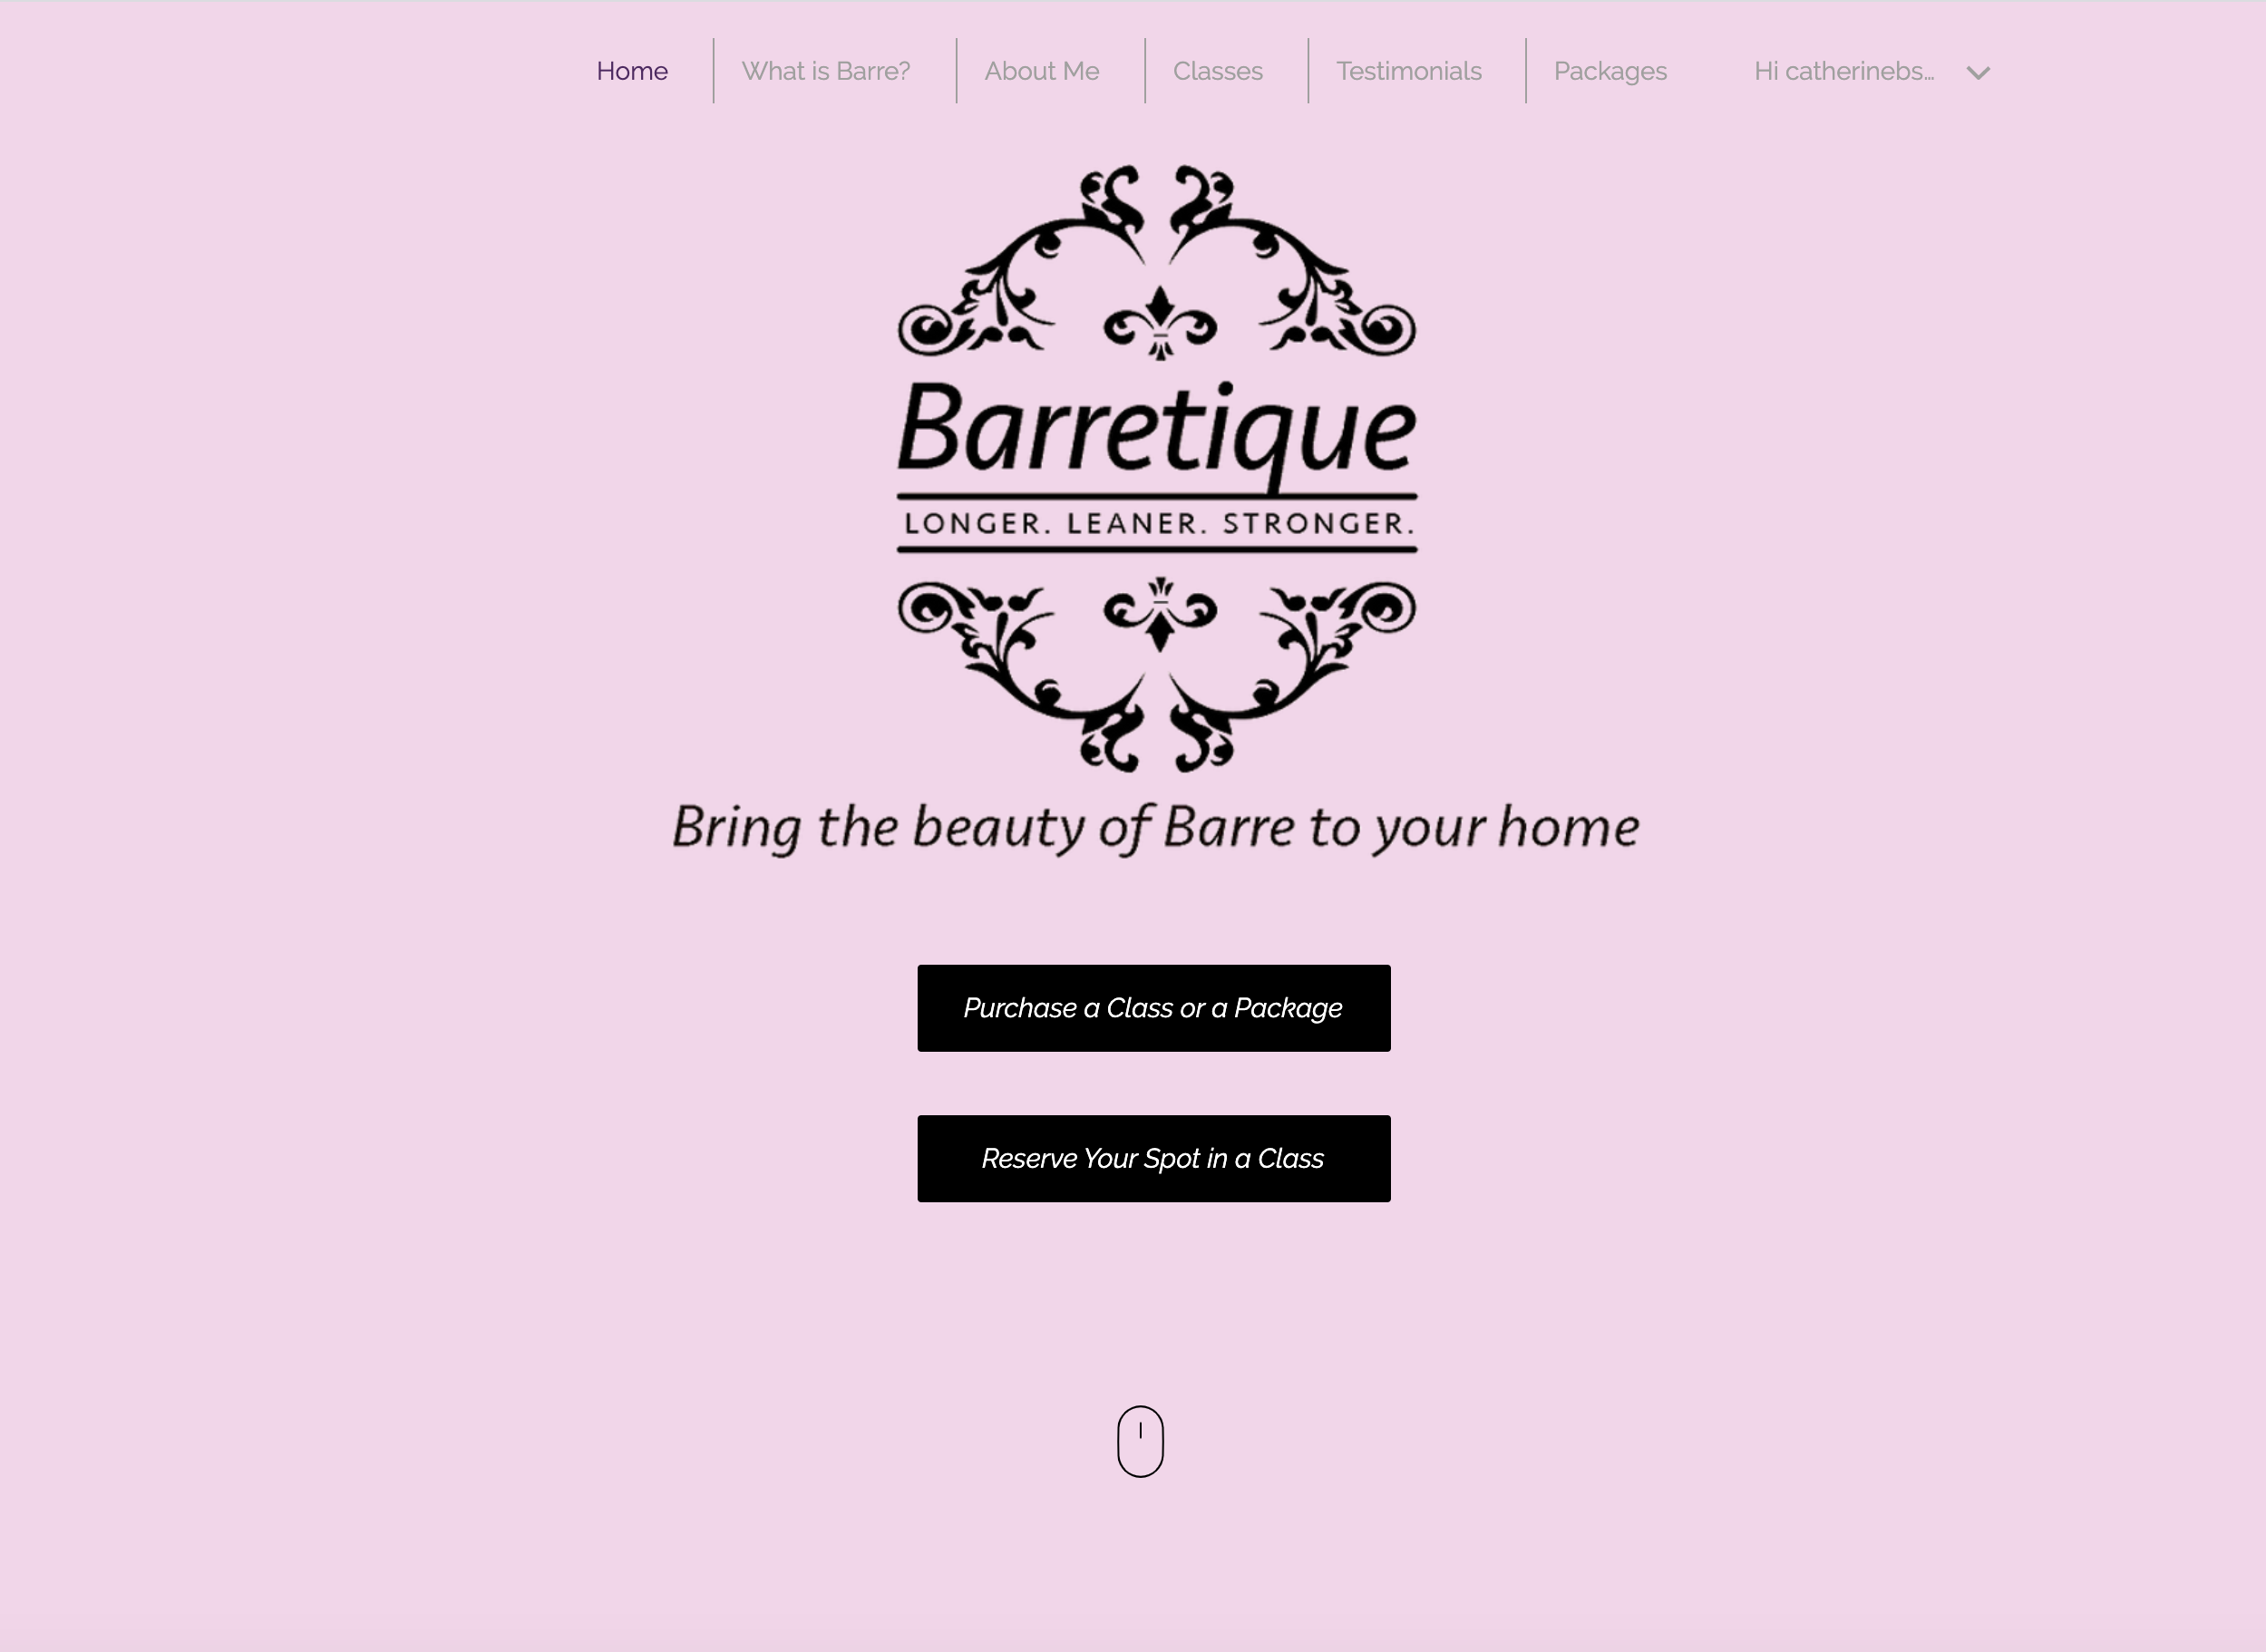 Home
What is Barre?
About Me
Classes
Testimonials
Packages
Hi catherinebs...
Barretique
LONGER. LEANER. STRONGER.
Bring the beauty of Barre to your home
Purchase a Class or a Package
Reserve Your Spot in a Class